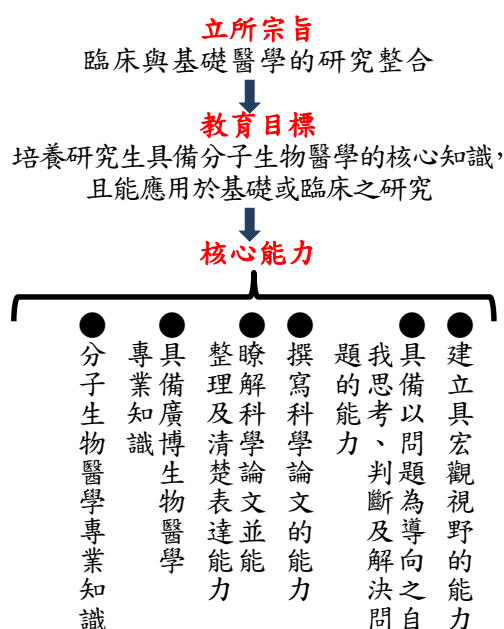 立所宗旨
臨床與基礎醫學的研究整合
教育目標
培養研究生具備分子生物醫學的核心知識，
且能應用於基礎或臨床之研究
核心能力
●建立具宏觀視野的能力
●具備以問題為導向之自
我思考、判斷及解決問
題的能力
●撰寫科學論文的能力
●瞭解科學論文並能
整理及清楚表達能力
●具備廣博生物醫學
專業知識
●分子生物醫學專業知識